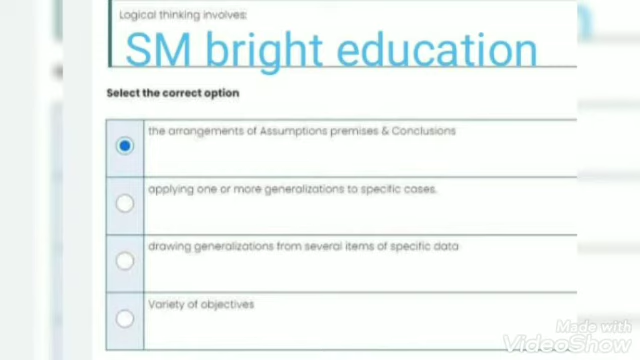 Logical thinking involves:
SM bright education
Select the correct option
the arrangements of Assumptions premises & Conclusions
applying one or more generalizations to specific cases.
drawing generalizations from several items of specific data
Variety of objectives
Made with
VideoShow